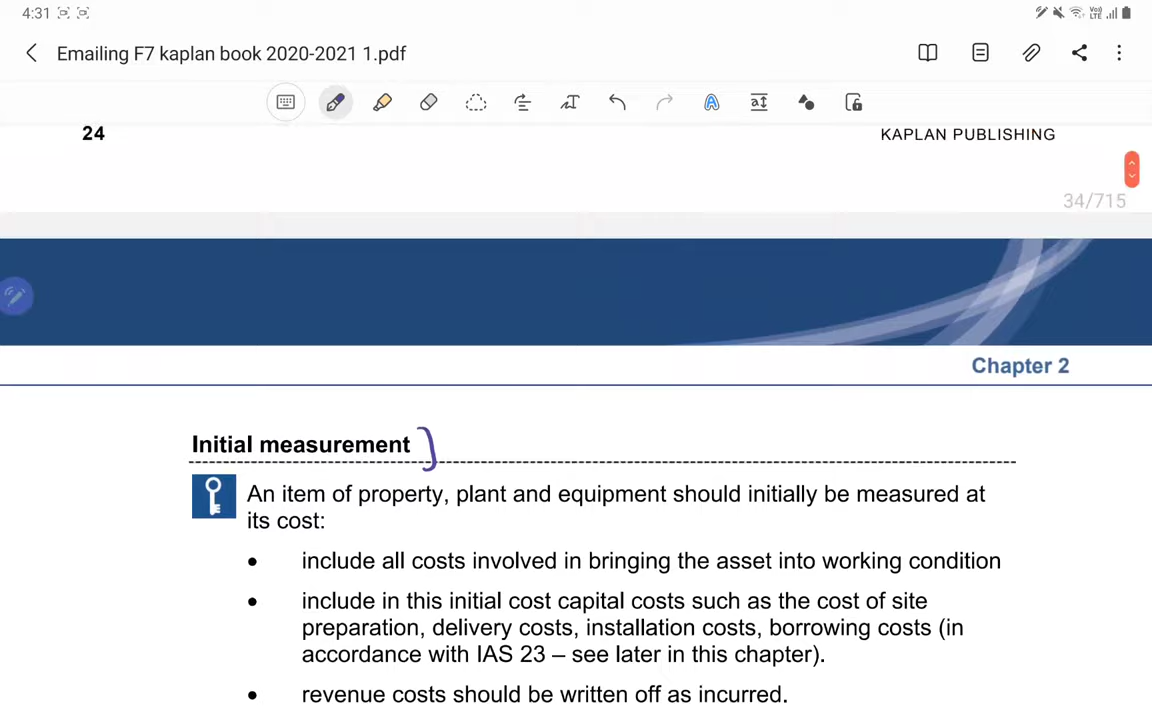 4:31
Vo))
LTE
Emailing F7 kaplan book 2020-2021 1.pdf
24
KAPLAN PUBLISHING
34/715
Chapter 2
Initial measurement
An item of property, plant and equipment should initially be measured at
its cost:
• include all costs involved in bringing the asset into working condition
• include in this initial cost capital costs such as the cost of site
preparation, delivery costs, installation costs, borrowing costs (in
accordance with IAS 23 – see later in this chapter).
• revenue costs should be written off as incurred.